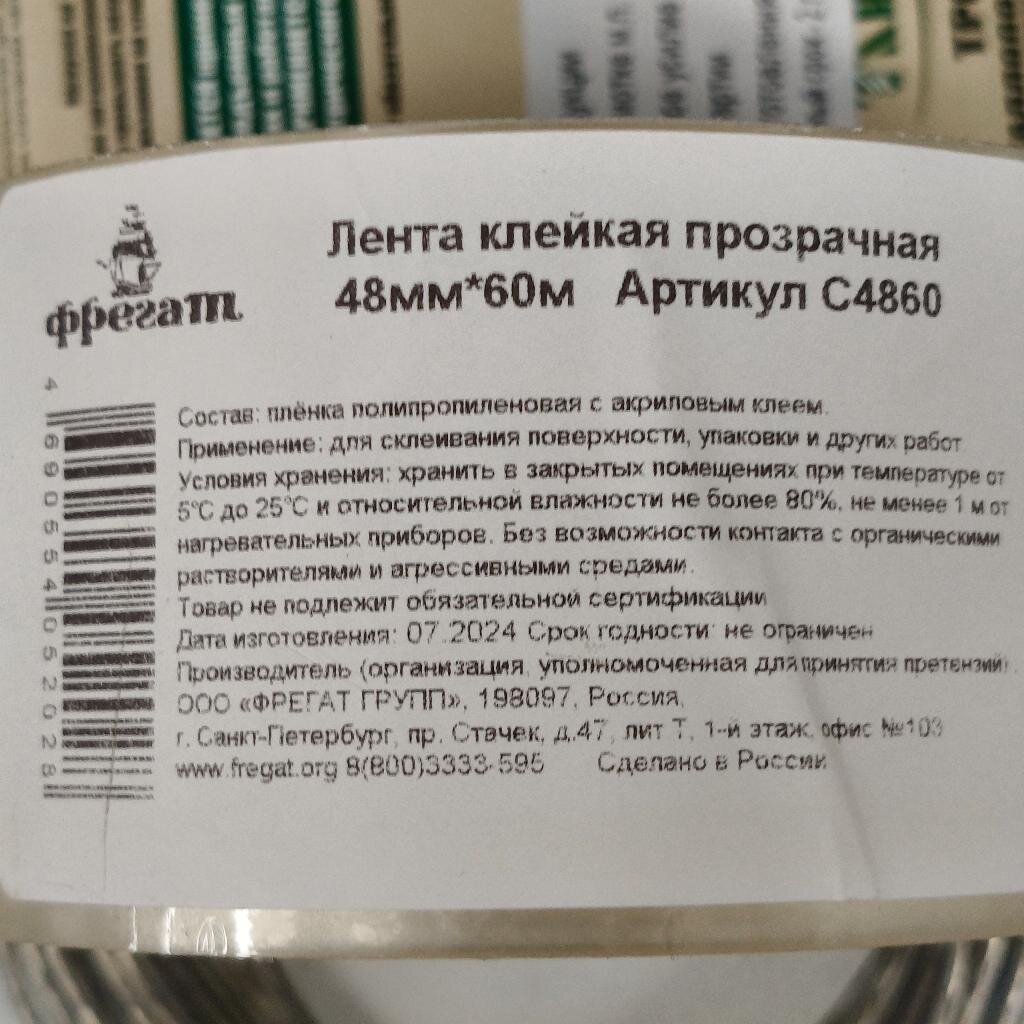 фрегат
Лента клейкая прозрачная
48мм*60м Артикул С4860
Состав: плёнка полипропиленовая с акриловым клеем.
Применение: для склеивания поверхности, упаковки и других работ
Условия хранения: хранить в закрытых помещениях при температуре от
5°С до 25°С и относительной влажности не более 80%, не менее 1 м от
нагревательных приборов. Без возможности контакта с органическими
растворителями и агрессивными средами.
Товар не подлежит обязательной сертификации
Дата изготовления: 07.2024 Срок годности: не ограничен
Производитель (организация, уполномоченная для принятия претензий).
ООО «ФРЕГАТ ГРУПП», 198097, Россия,
г. Санкт-Петербург, пр. Стачек, д.47, лит Т, 1-й этаж, офис №103
www.fregat.org 8(800)3333-595 Сделано в России
4 690554 052028